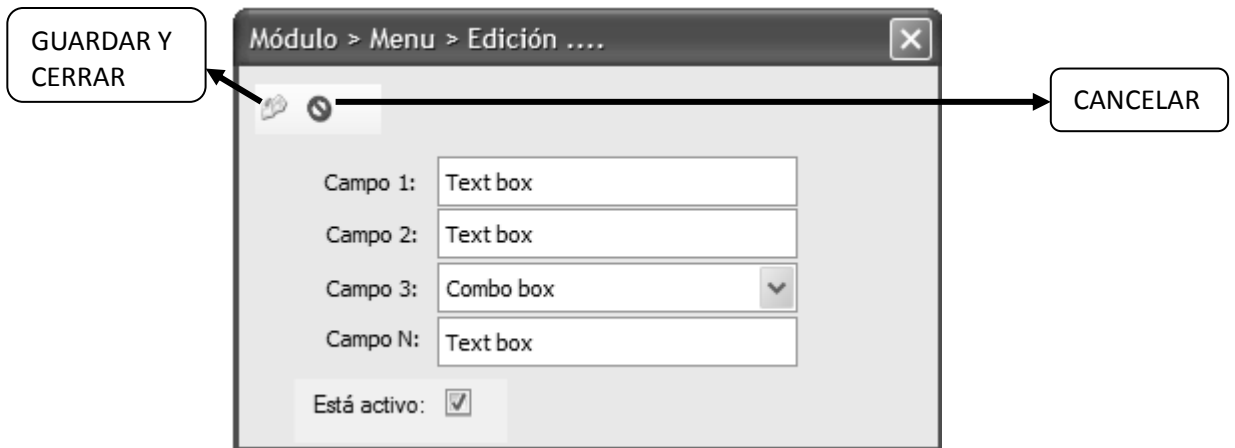 GUARDAR Y
CERRAR
Módulo > Menu > Edición ....
CANCELAR
Campo 1: Text box
Campo 2: Text box
Campo 3: Combo box
Campo N: Text box
Está activo: